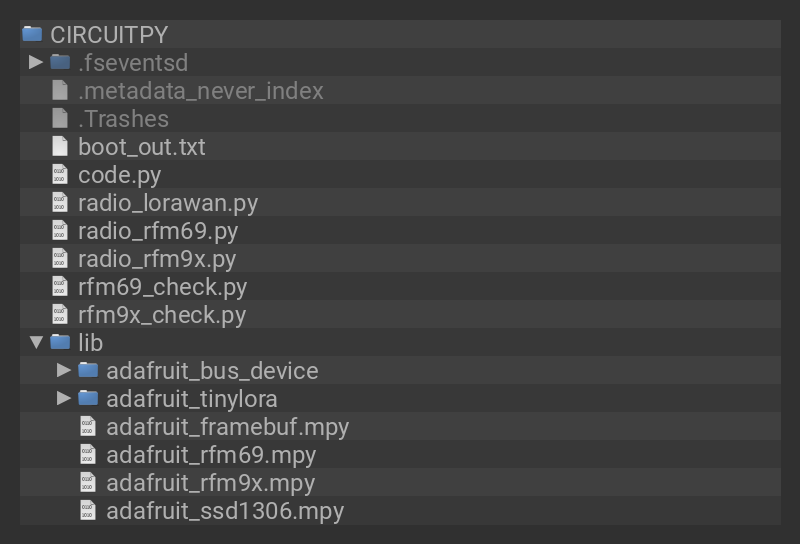 CIRCUITPY
.fseventsd
.metadata_never_index
.Trashes
boot_out.txt
code.py
radio_lorawan.py
radio_rfm69.py
radio_rfm9x.py
rfm69_check.py
rfm9x_check.py
lib
adafruit_bus_device
adafruit_tinylora
adafruit_framebuf.mpy
adafruit_rfm69.mpy
adafruit_rfm9x.mpy
adafruit_ssd1306.mpy